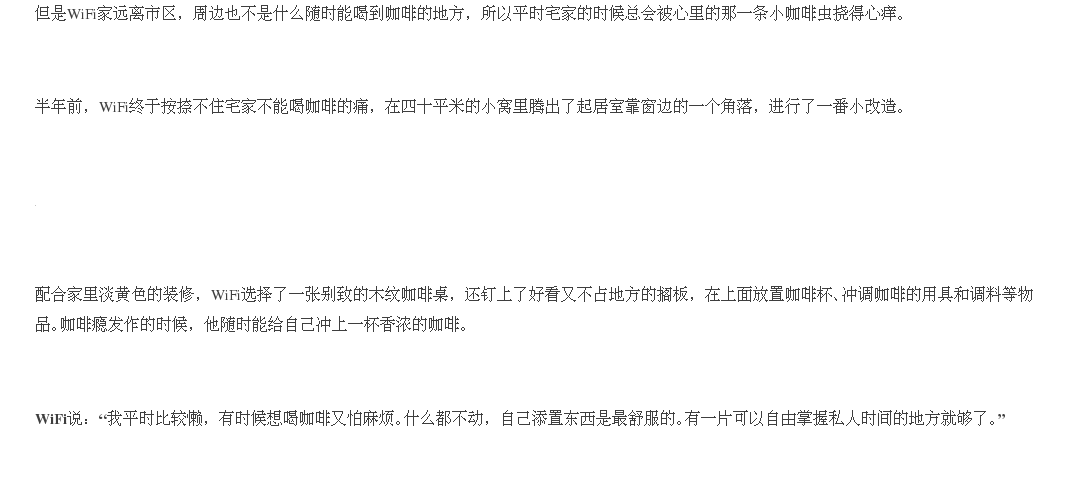 但是WiFi家远离市区，周边也不是什么随时能喝到咖啡的地方，所以平时宅家的时候总会被心里的那一条小咖啡虫挠得心痒。
半年前，WiFi终于按捺不住宅家不能喝咖啡的痛，在四十平米的小窝里腾出了起居室靠窗边的一个角落，进行了一番小改造。
配合家里淡黄色的装修，WiFi选择了一张别致的木纹咖啡桌，还钉上了好看又不占地方的搁板，在上面放置咖啡杯、冲调咖啡的用具和调料等物
品。咖啡瘾发作的时候，他随时能给自己冲上一杯香浓的咖啡。
WiFi说：“我平时比较懒，有时候想喝咖啡又怕麻烦。什么都不动，自己添置东西是最舒服的。有一片可以自由掌握私人时间的地方就够了。”